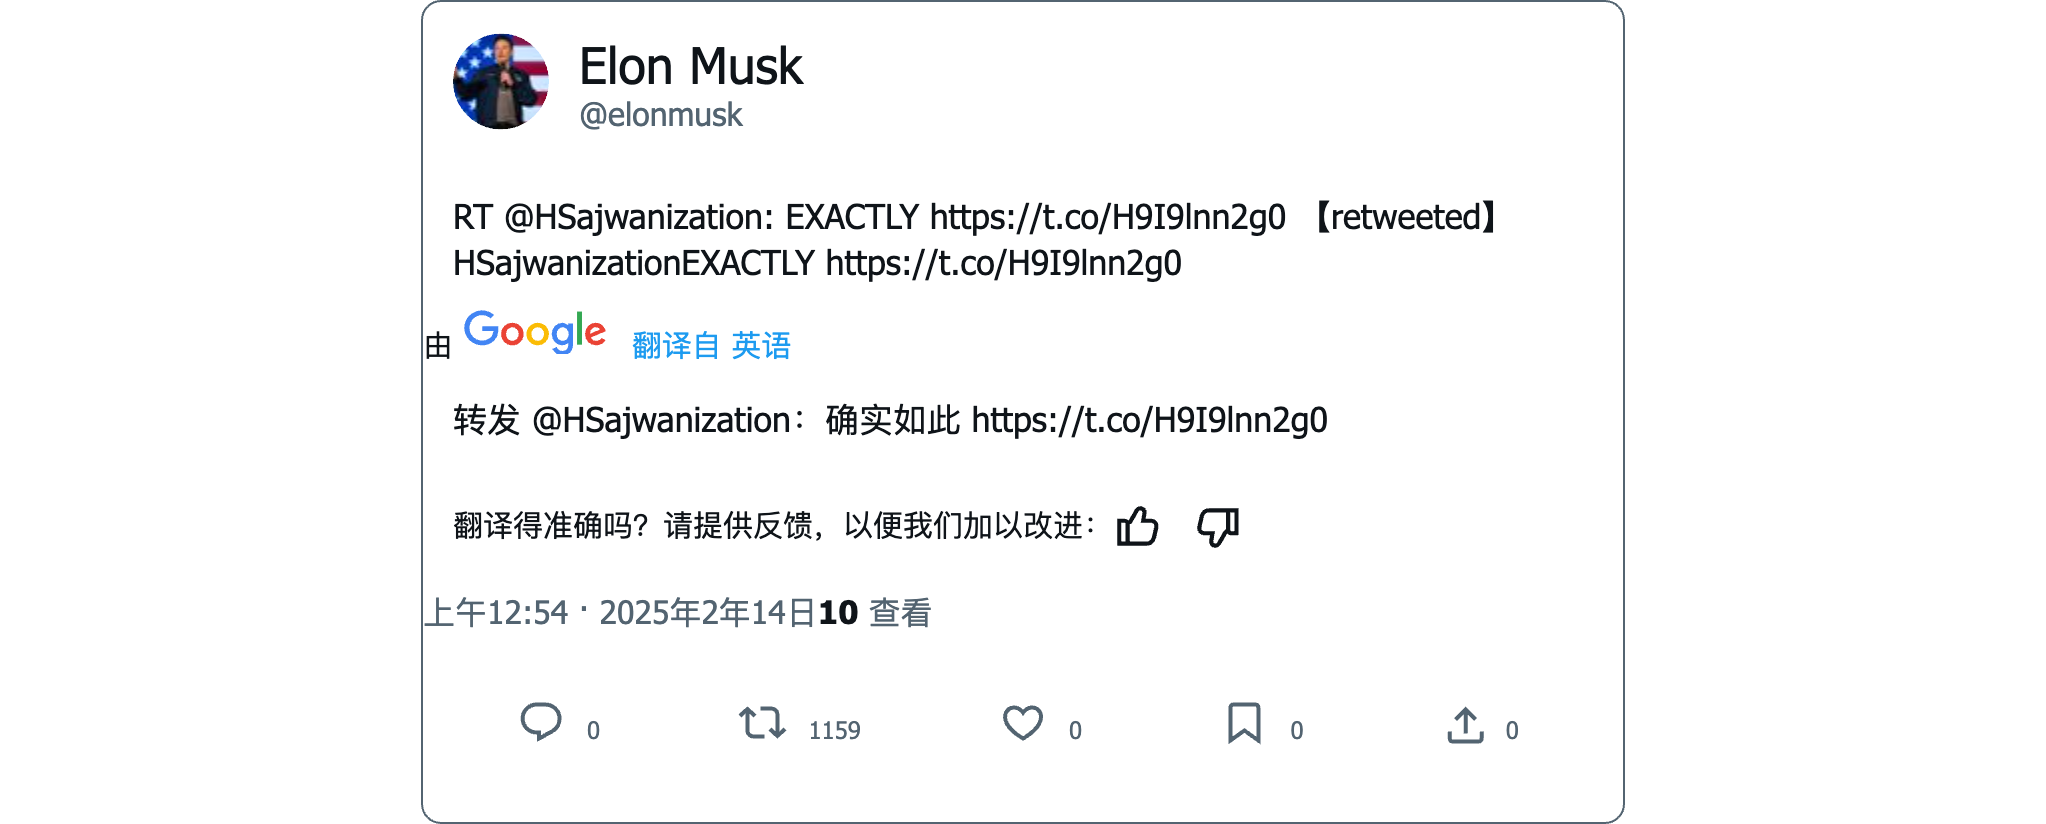 Elon Musk
@elonmusk
RT @HSajwanization: EXACTLY https://t.co/H9I9lnn2g0 【retweeted】
HSajwanizationEXACTLY https://t.co/H9I9lnn2g0
由 Google 翻译自 英语
转发 @HSajwanization：确实如此 https://t.co/H9I9lnn2g0
翻译得准确吗？请提供反馈，以便我们加以改进：
上午12:54 · 2025年2年14日10 查看
0 1159 0 0 0